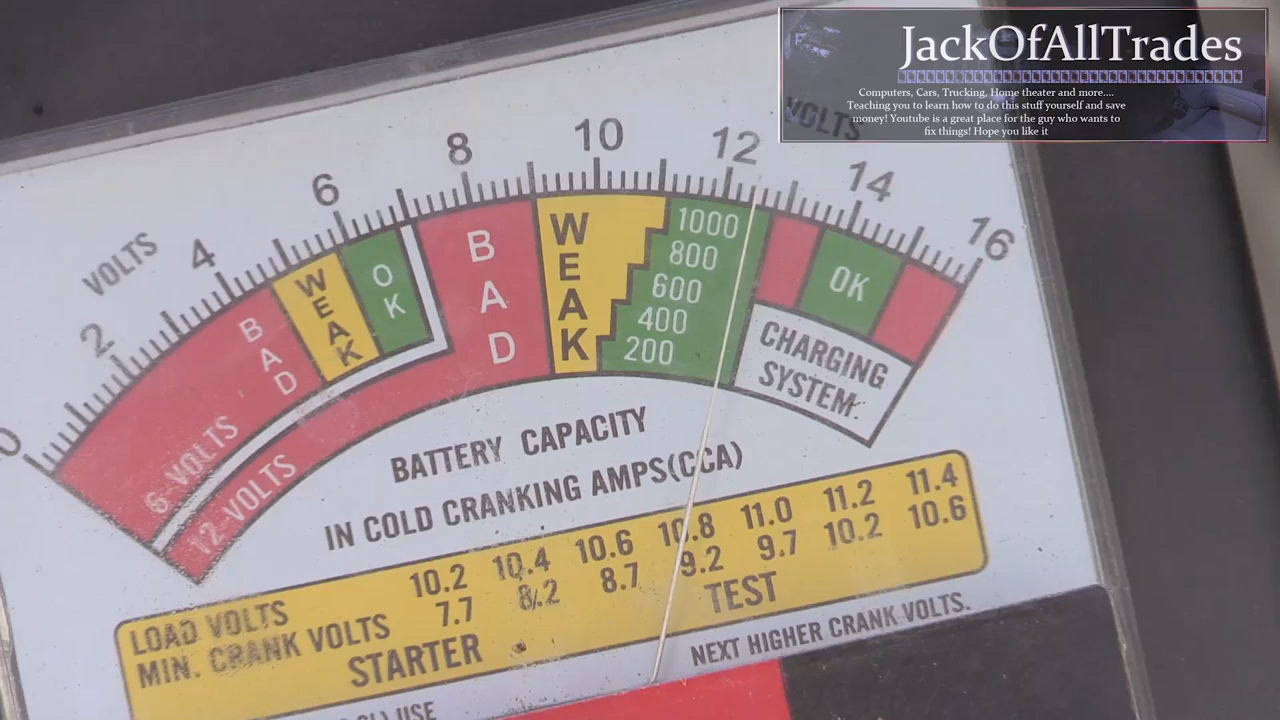 JackOfAllTrades
Computers, Cars, Trucking, Home theater and more....
Teaching you to learn how to do this stuff yourself and save
money! Youtube is a great place for the guy who wants to
fix things! Hope you like it
VOLTS
VOLTS
0 2 4 6 8 10 12 14 16
BAD
WEAK
OK
BAD
WEAK
1000
800
600
400
200
OK
6 VOLTS
12 VOLTS
CHARGING
SYSTEM.
BATTERY CAPACITY
IN COLD CRANKING AMPS(CCA)
LOAD VOLTS 10.2 10.4 10.6 10.8 11.0 11.2 11.4
MIN. CRANK VOLTS 7.7 8.2 8.7 9.2 9.7 10.2 10.6
STARTER TEST
NEXT HIGHER CRANK VOLTS.
USE